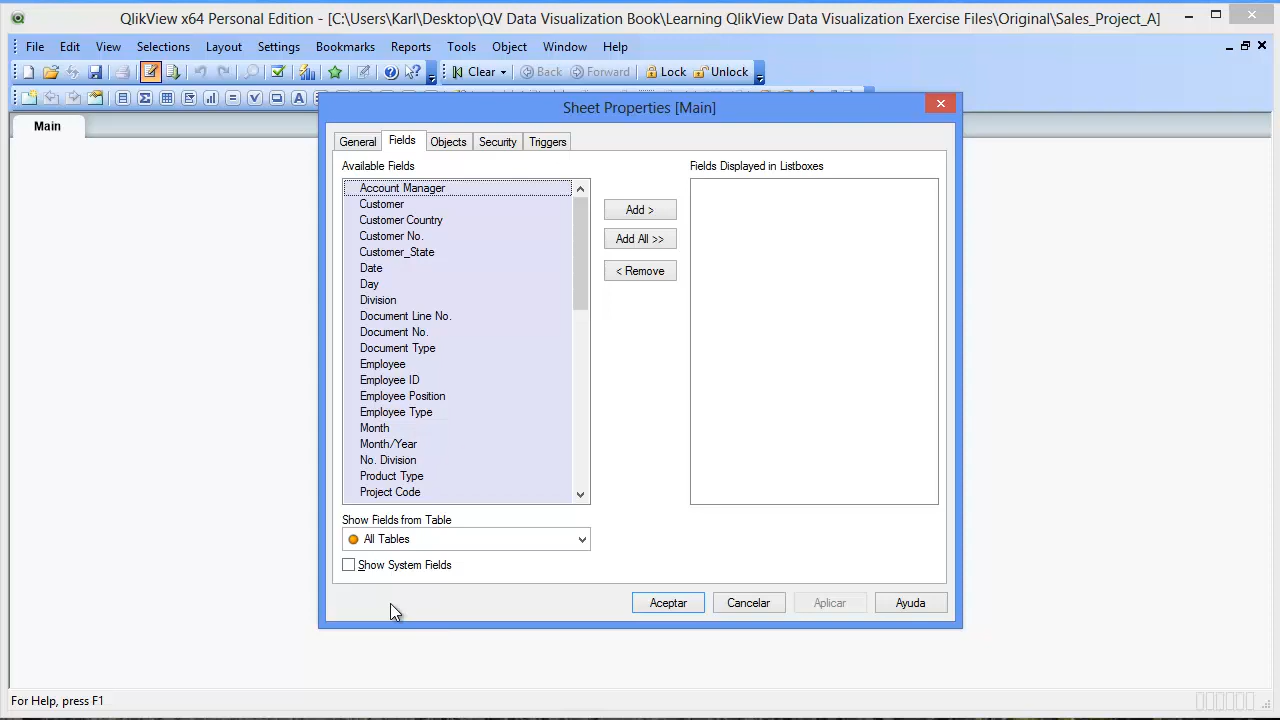 QlikView x64 Personal Edition - [C:\Users\Karl\Desktop\QV Data Visualization Book\Learning QlikView Data Visualization Exercise Files\Original\Sales_Project_A]
File Edit View Selections Layout Settings Bookmarks Reports Tools Object Window Help
Clear Back Forward Lock Unlock
Main
Sheet Properties [Main]
General Fields Objects Security Triggers
Available Fields
Fields Displayed in Listboxes
Account Manager
Customer
Customer Country
Customer No.
Customer_State
Date
Day
Division
Document Line No.
Document No.
Document Type
Employee
Employee ID
Employee Position
Employee Type
Month
Month/Year
No. Division
Product Type
Project Code
Add >
Add All >>
< Remove
Show Fields from Table
All Tables
Show System Fields
Aceptar Cancelar Aplicar Ayuda
For Help, press F1